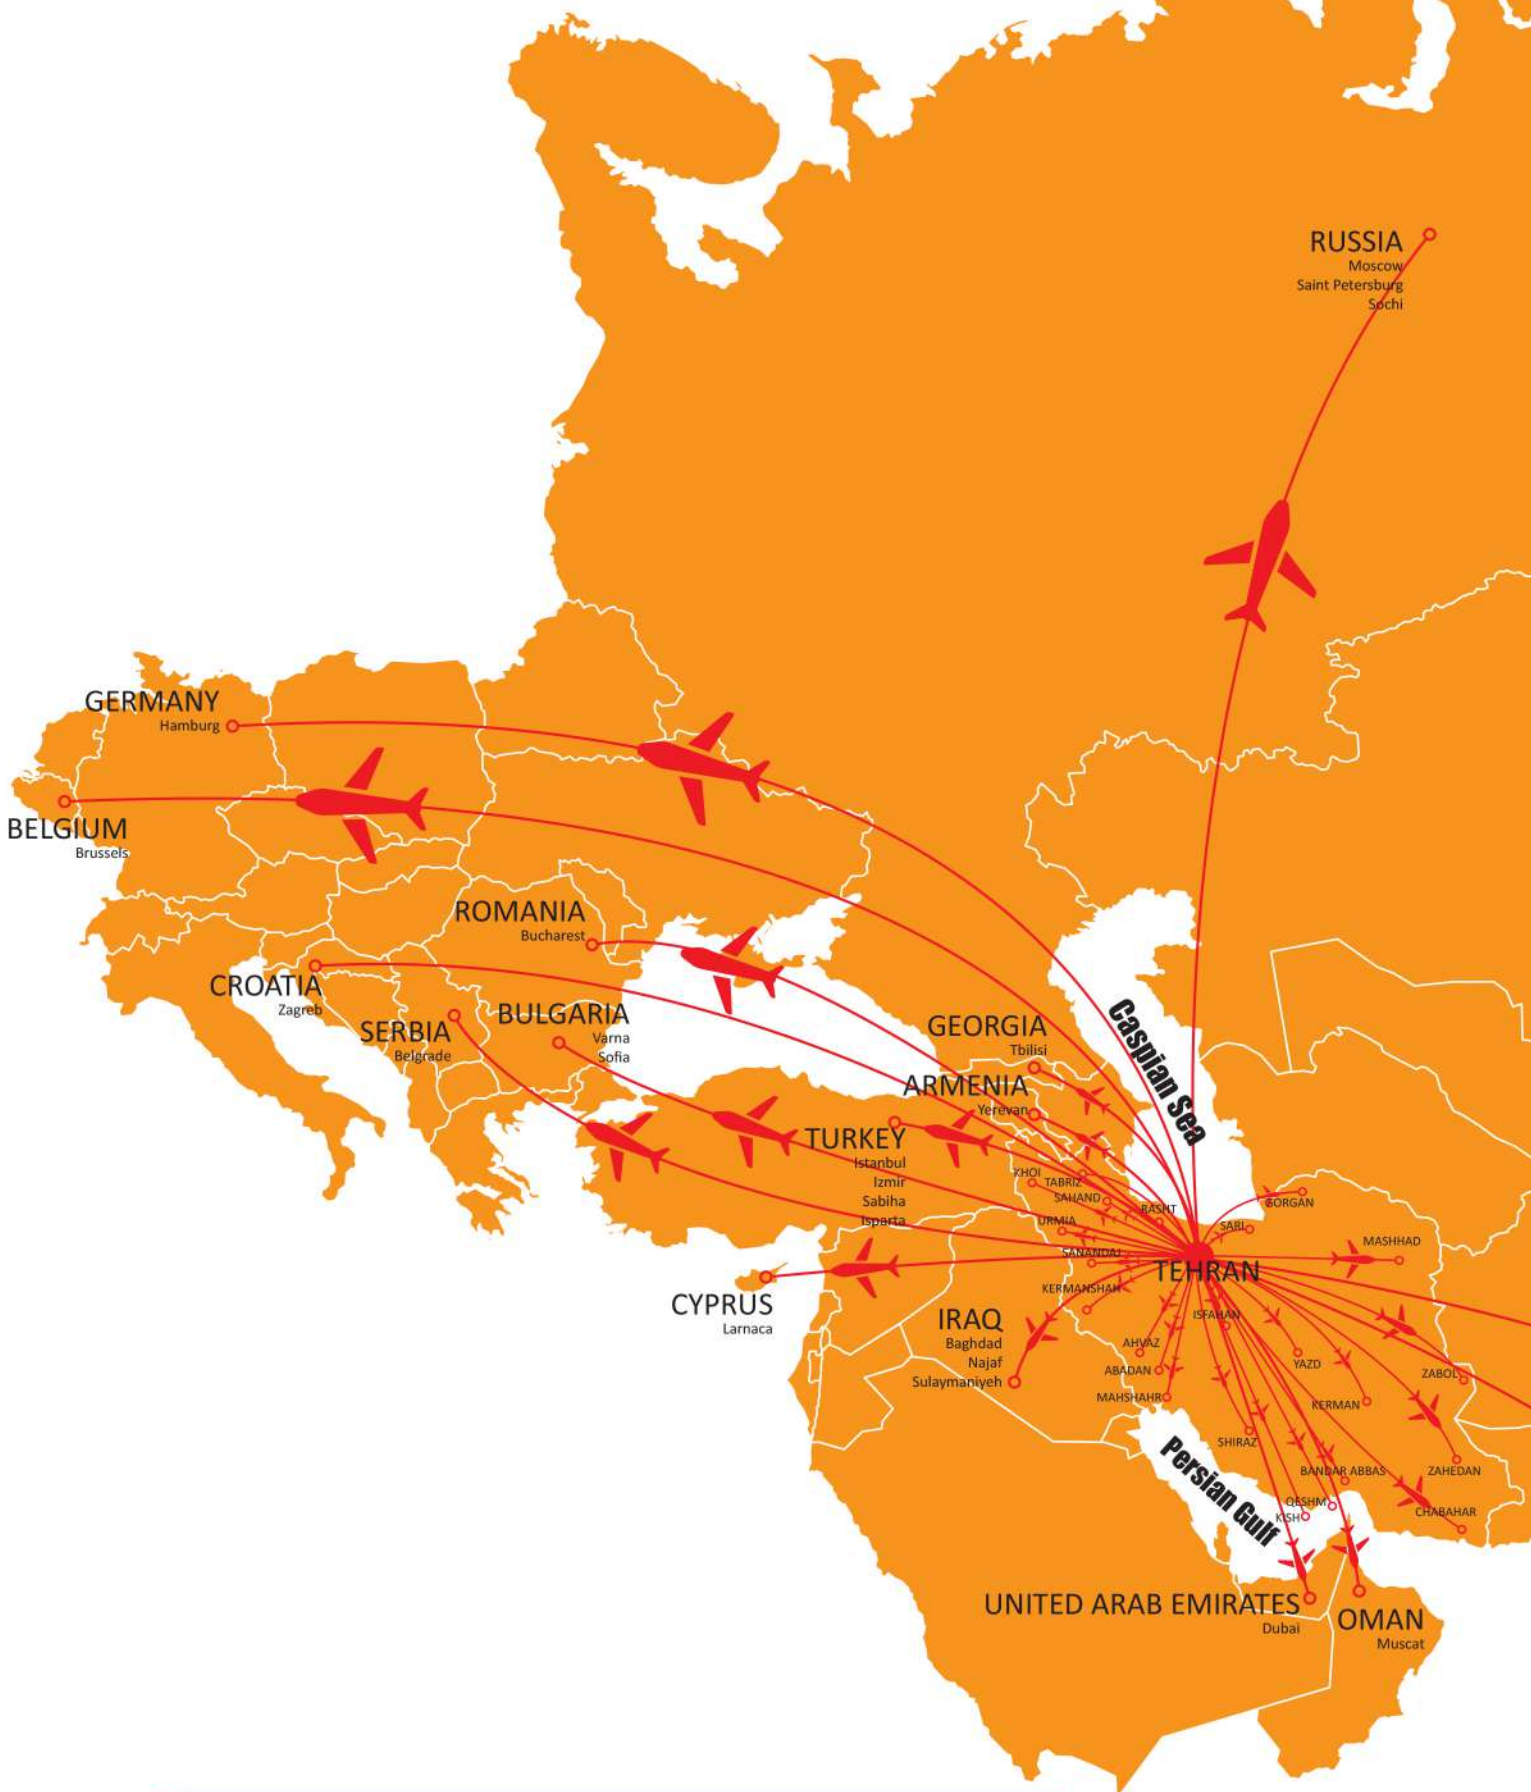 RUSSIA
Moscow
Saint Petersburg
Sochi
GERMANY
Hamburg
BELGIUM
Brussels
ROMANIA
Bucharest
CROATIA
Zagreb
SERBIA
Belgrade
BULGARIA
Varna
Sofia
GEORGIA
Tbilisi
Caspian Sea
ARMENIA
Yerevan
TURKEY
Istanbul
Izmir
Sabiha
Isparta
KHOI
TABRIZ
SAHAND
RASHT
URMIA
SARI
GORGAN
MASHHAD
SANANDAJ
TEHRAN
KERMANSHAH
CYPRUS
Larnaca
IRAQ
Baghdad
Najaf
Sulaymaniyeh
ISFAHAN
AHVAZ
ABADAN
MAHSHAHR
YAZD
ZABOL
KERMAN
SHIRAZ
BANDAR ABBAS
ZAHEDAN
Persian Gulf
QESHM
KISH
CHABAHAR
UNITED ARAB EMIRATES
Dubai
OMAN
Muscat